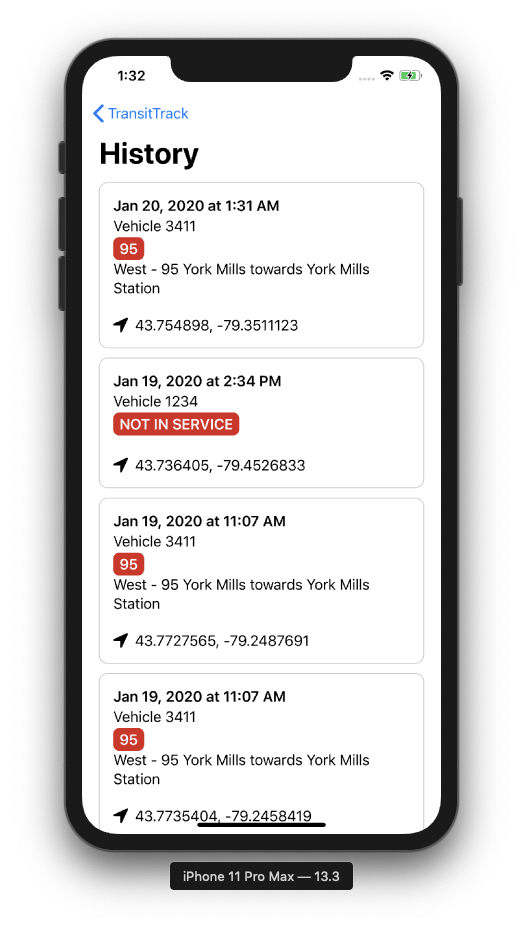 1:32
TransitTrack
History
Jan 20, 2020 at 1:31 AM
Vehicle 3411
95
West - 95 York Mills towards York Mills
Station
43.754898, -79.3511123
Jan 19, 2020 at 2:34 PM
Vehicle 1234
NOT IN SERVICE
43.736405, -79.4526833
Jan 19, 2020 at 11:07 AM
Vehicle 3411
95
West - 95 York Mills towards York Mills
Station
43.7727565, -79.2487691
Jan 19, 2020 at 11:07 AM
Vehicle 3411
95
West - 95 York Mills towards York Mills
Station
43.7735404, -79.2458419
iPhone 11 Pro Max — 13.3